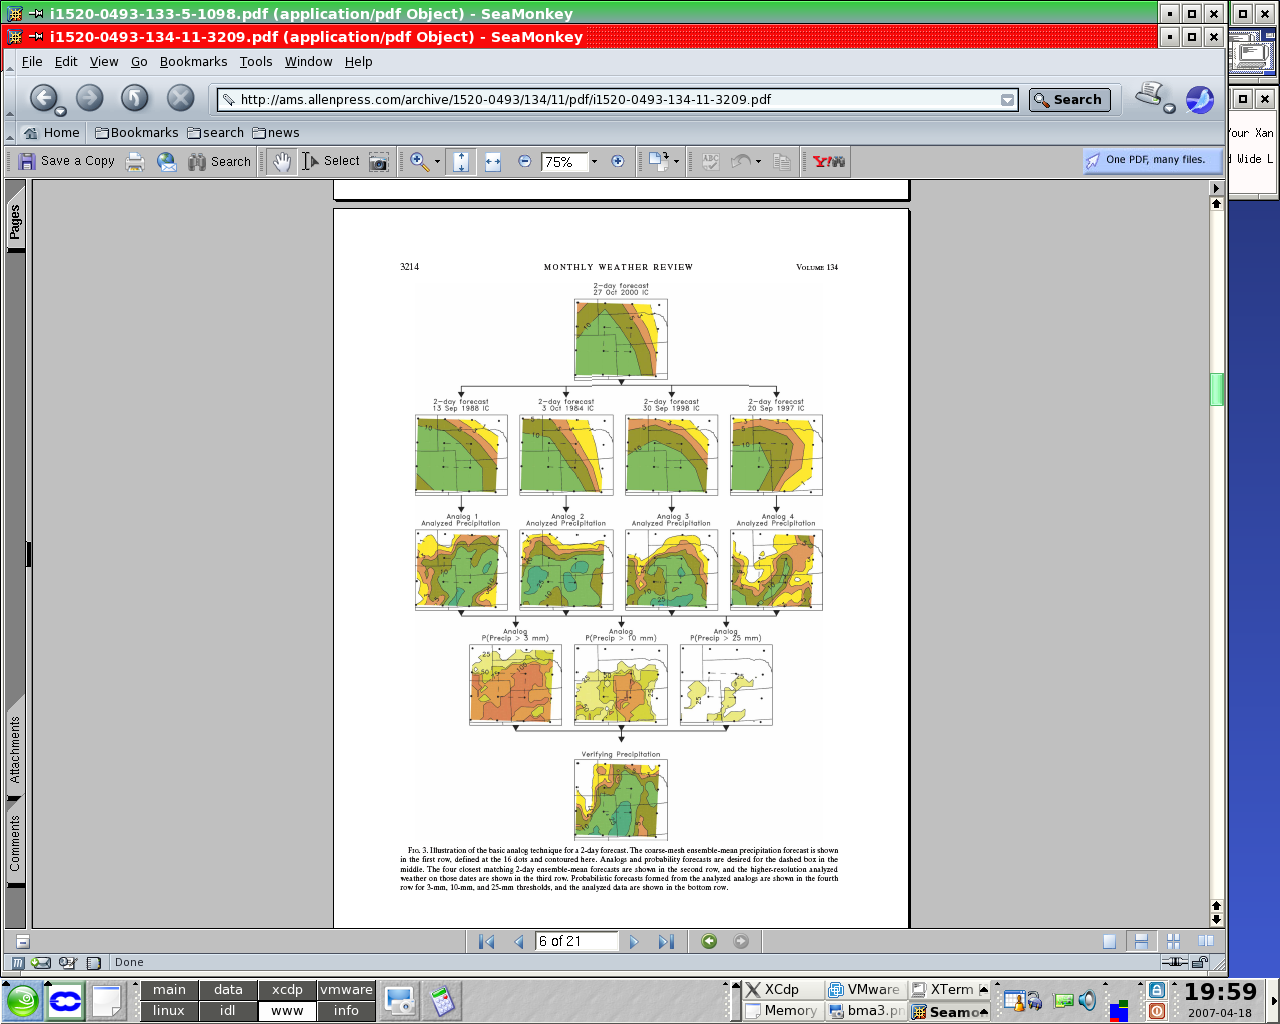 i1520-0493-133-5-1098.pdf (application/pdf Object) - SeaMonkey
i1520-0493-134-11-3209.pdf (application/pdf Object) - SeaMonkey
File Edit View Go Bookmarks Tools Window Help
http://ams.allenpress.com/archive/1520-0493/134/11/pdf/i1520-0493-134-11-3209.pdf
Search
Home Bookmarks search news
Your Xan
d Wide L
Save a Copy Search Select 75% Y! One PDF, many files.
Pages
Attachments
Comments
3214 MONTHLY WEATHER REVIEW VOLUME 134
2-day forecast
27 Oct 2000 IC
2-day forecast 2-day forecast 2-day forecast 2-day forecast
13 Sep 1988 IC 3 Oct 1984 IC 30 Sep 1998 IC 20 Sep 1997 IC
Analog 1 Analog 2 Analog 3 Analog 4
Analyzed Precipitation Analyzed Precipitation Analyzed Precipitation Analyzed Precipitation
Analog Analog Analog
P(Precip > 3 mm) P(Precip > 10 mm) P(Precip > 25 mm)
Verifying Precipitation
FIG. 3. Illustration of the basic analog technique for a 2-day forecast. The coarse-mesh ensemble-mean precipitation forecast is shown
in the first row, defined at the 16 dots and contoured here. Analogs and probability forecasts are desired for the dashed box in the
middle. The four closest matching 2-day ensemble-mean forecasts are shown in the second row, and the higher-resolution analyzed
weather on those dates are shown in the third row. Probabilistic forecasts formed from the analyzed analogs are shown in the fourth
row for 3-mm, 10-mm, and 25-mm thresholds, and the analyzed data are shown in the bottom row.
6 of 21
Done
main data xcdp vmware
linux idl www info
XCdp VMware XTerm
Memory bma3.pn Seamo
19:59
2007-04-18